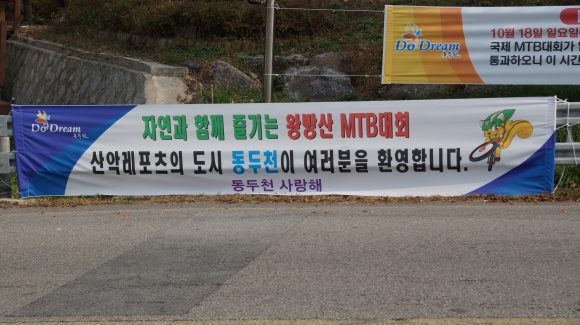 Do Dream
10월 18일 일요일
국제 MTB대회가
통과하오니 이 시간
Do Dream
동두천
자연과 함께 즐기는 왕방산 MTB대회
산악레포츠의 도시 동두천이 여러분을 환영합니다.
동두천 사랑해